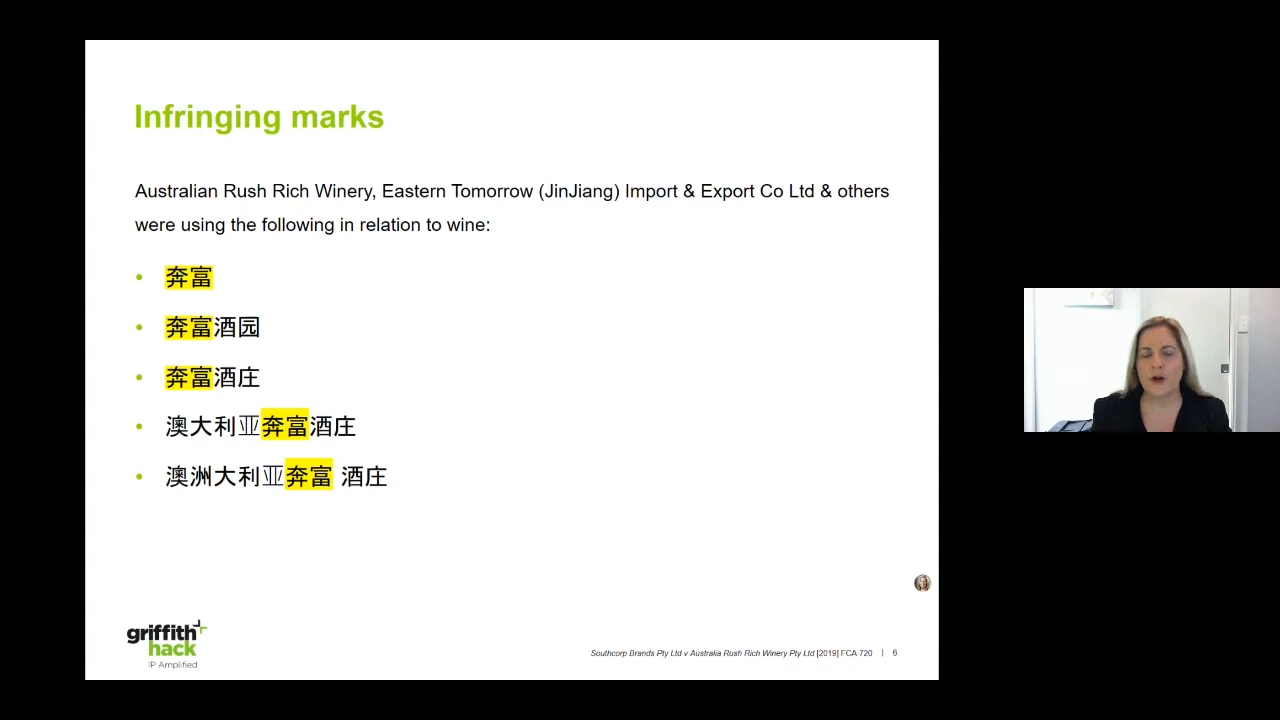 Infringing marks
Australian Rush Rich Winery, Eastern Tomorrow (JinJiang) Import & Export Co Ltd & others
were using the following in relation to wine:
• 奔富
• 奔富酒园
• 奔富酒庄
• 澳大利亚奔富酒庄
• 澳洲大利亚奔富 酒庄
griffith
hack
IP Amplified
Southcorp Brands Pty Ltd v Australia Rush Rich Winery Pty Ltd [2019] FCA 720 | 6